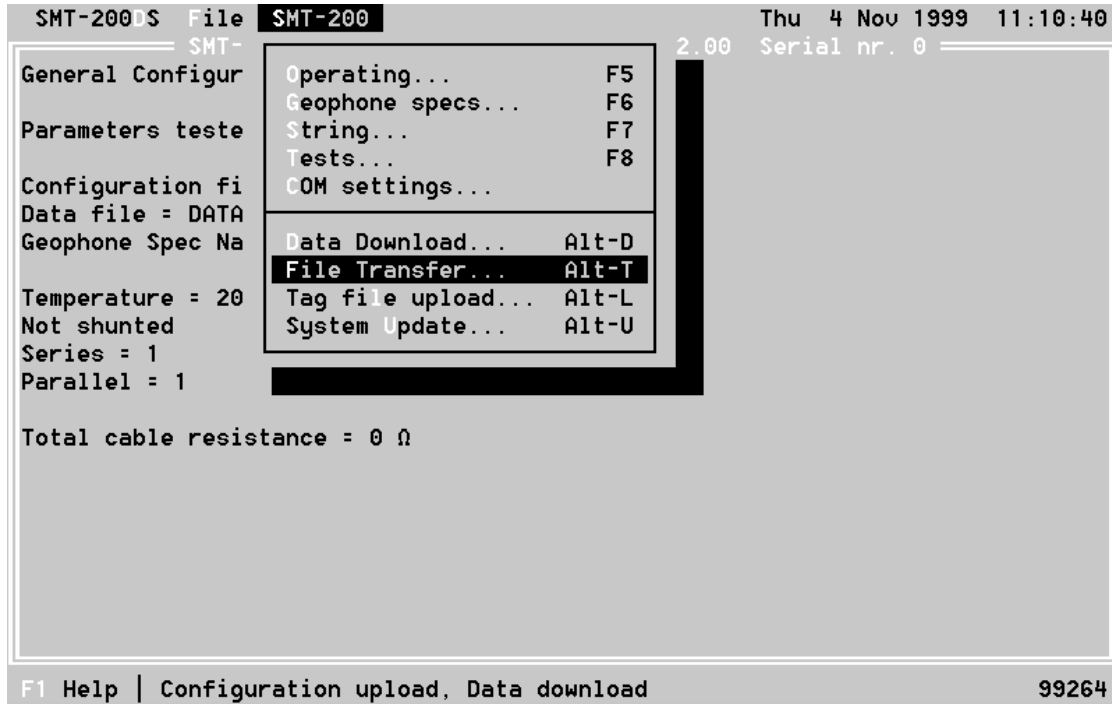 SMT-200DS File SMT-200 Thu 4 Nov 1999 11:10:40
SMT- 2.00 Serial nr. 0
General Configur
Operating... F5
Geophone specs... F6
Parameters teste
String... F7
Tests... F8
Configuration fi
COM settings...
Data file = DATA
Geophone Spec Na
Data Download... Alt-D
File Transfer... Alt-T
Temperature = 20
Tag file upload... Alt-L
Not shunted
System Update... Alt-U
Series = 1
Parallel = 1
Total cable resistance = 0 Ω
F1 Help | Configuration upload, Data download 99264